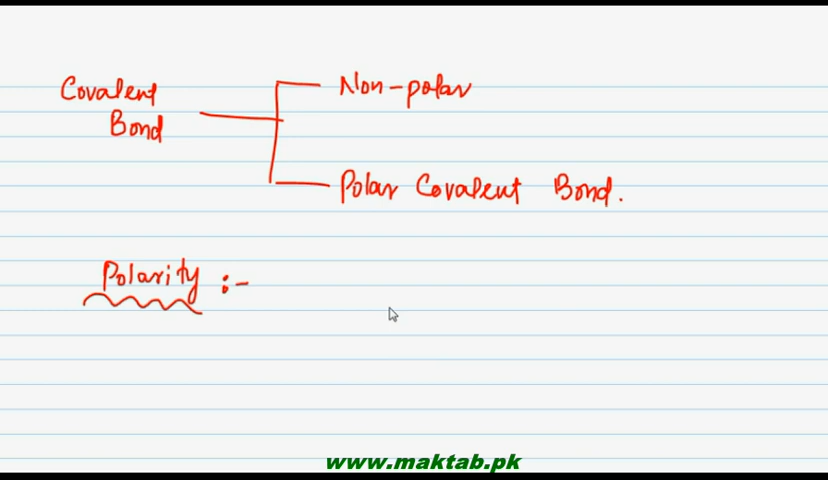 Covalent
Bond
Non-polar
Polar Covalent Bond.
Polarity :-
www.maktab.pk